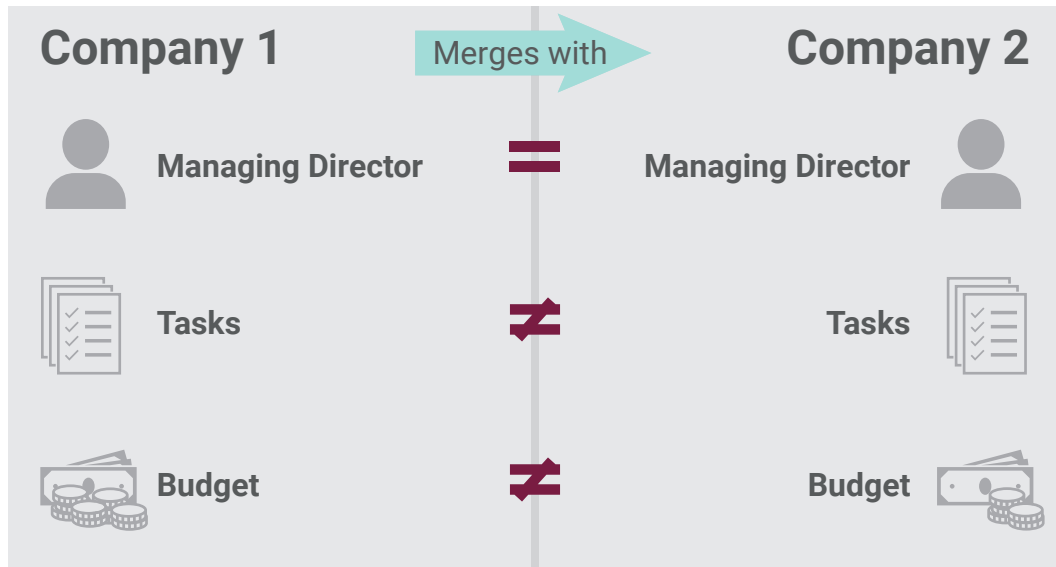 Company 1
Merges with
Company 2
Managing Director
=
Managing Director
Tasks
≠
Tasks
Budget
≠
Budget